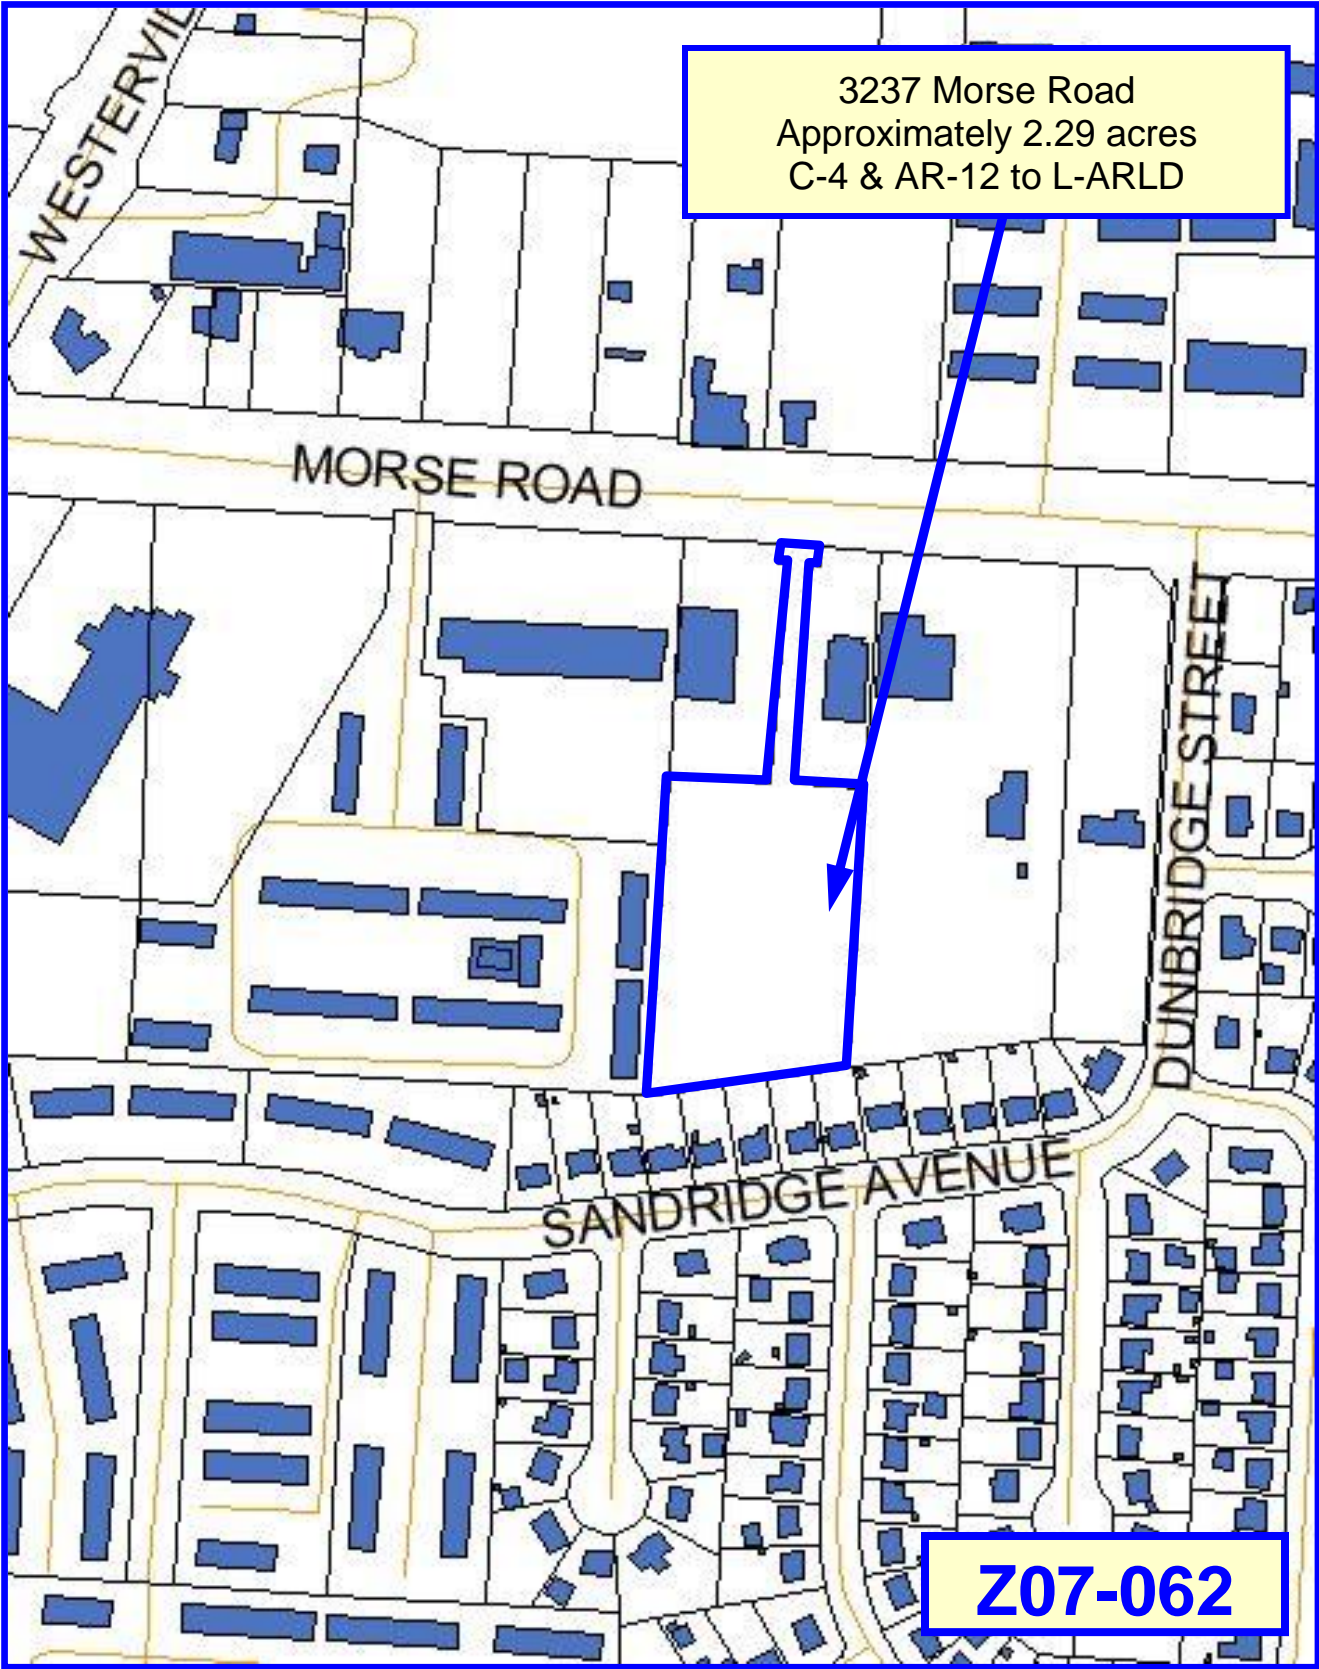 WESTERVIL
3237 Morse Road
Approximately 2.29 acres
C-4 & AR-12 to L-ARLD
MORSE ROAD
DUNBRIDGE STREET
SANDRIDGE AVENUE
Z07-062